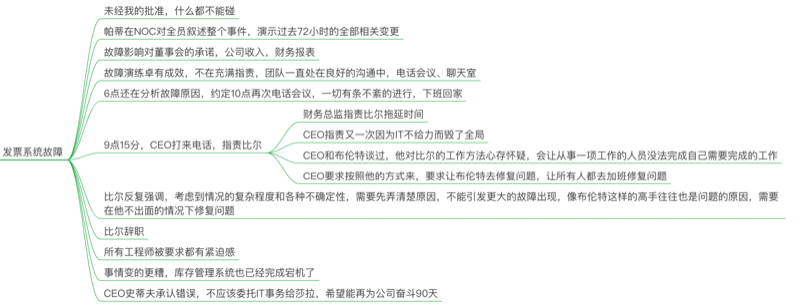 未经我的批准，什么都不能碰
帕蒂在NOC对全员叙述整个事件，演示过去72小时的全部相关变更
故障影响对董事会的承诺，公司收入，财务报表
故障演练卓有成效，不在充满指责，团队一直处在良好的沟通中，电话会议、聊天室
6点还在分析故障原因，约定10点再次电话会议，一切有条不紊的进行，下班回家
发票系统故障
9点15分，CEO打来电话，指责比尔
财务总监指责比尔拖延时间
CEO指责又一次因为IT不给力而毁了全局
CEO和布伦特谈过，他对比尔的工作方法心存怀疑，会让从事一项工作的人员没法完成自己需要完成的工作
CEO要求按照他的方式来，要求让布伦特去修复问题，让所有人都去加班修复问题
比尔反复强调，考虑到情况的复杂程度和各种不确定性，需要先弄清楚原因，不能引发更大的故障出现，像布伦特这样的高手往往也是问题的原因，需要
在他不出面的情况下修复问题
比尔辞职
所有工程师被要求都有紧迫感
事情变的更糟，库存管理系统也已经完成宕机了
CEO史蒂夫承认错误，不应该委托IT事务给莎拉，希望能再为公司奋斗90天